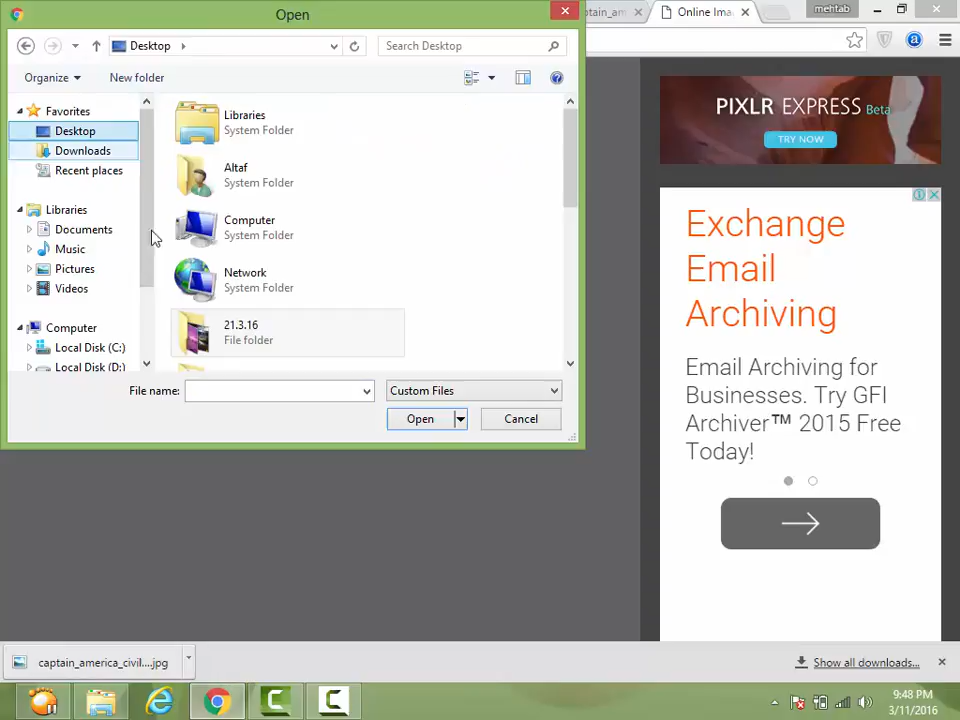 Open
ptain_am
Online Ima
mehtab
Desktop
Search Desktop
Organize
New folder
Favorites
Desktop
Downloads
Recent places
Libraries
Documents
Music
Pictures
Videos
Computer
Local Disk (C:)
Local Disk (D:)
Libraries
System Folder
Altaf
System Folder
Computer
System Folder
Network
System Folder
21.3.16
File folder
File name:
Custom Files
Open
Cancel
PIXLR EXPRESS Beta
TRY NOW
Exchange
Email
Archiving
Email Archiving for
Businesses. Try GFI
Archiver™ 2015 Free
Today!
captain_america_civil....jpg
Show all downloads...
9:48 PM
3/11/2016